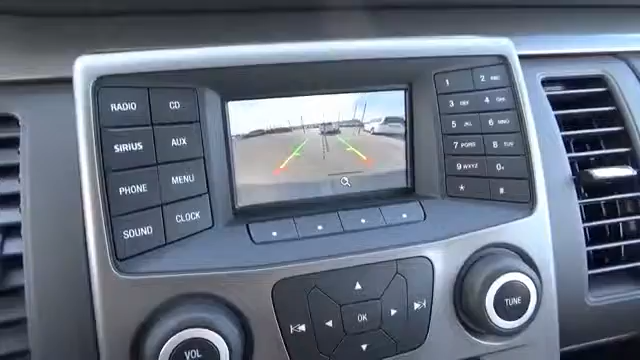 RADIO CD
SIRIUS AUX
PHONE MENU
SOUND CLOCK
1 2 ABC
3 DEF 4 GHI
5 JKL 6 MNO
7 PQRS 8 TUV
9 WXYZ 0
* #
OK
VOL
TUNE